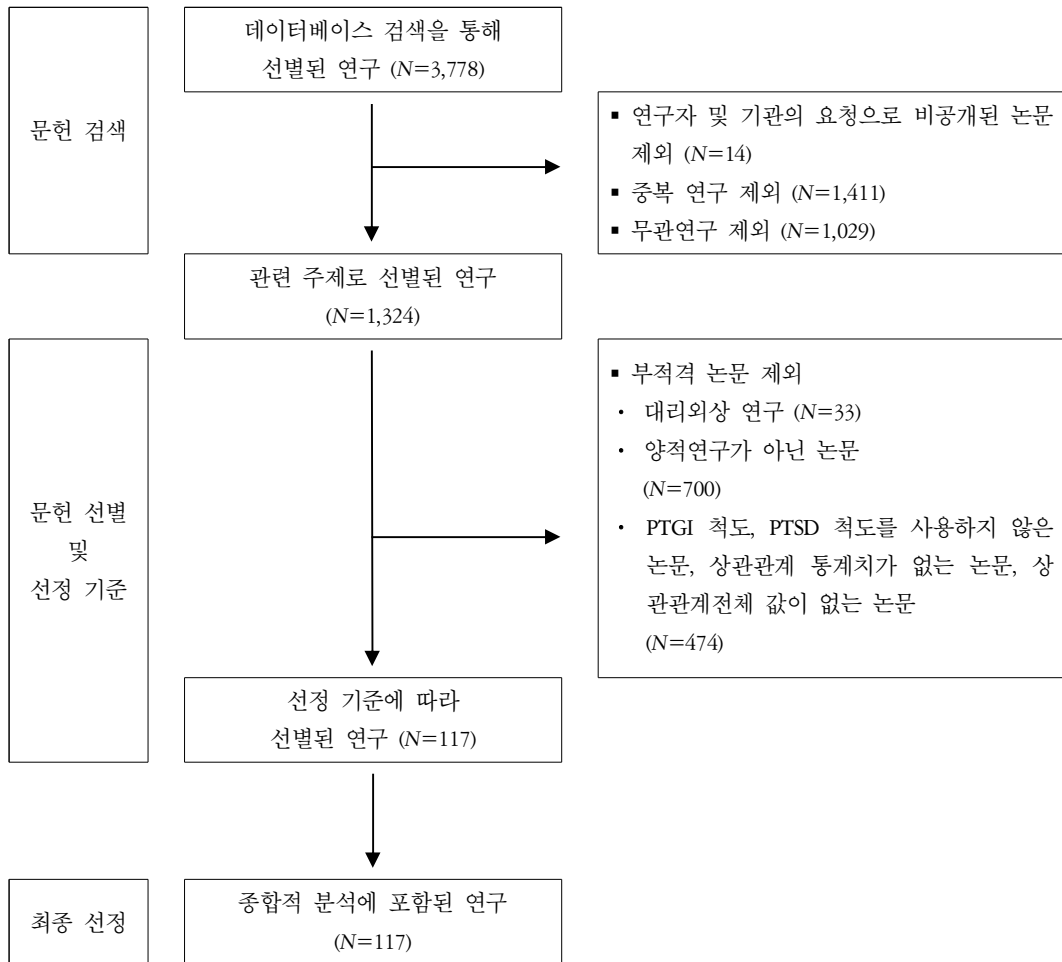 데이터베이스 검색을 통해
선별된 연구 (N=3,778)
문헌 검색
▪ 연구자 및 기관의 요청으로 비공개된 논문
제외 (N=14)
▪ 중복 연구 제외 (N=1,411)
▪ 무관연구 제외 (N=1,029)
관련 주제로 선별된 연구
(N=1,324)
문헌 선별
및
선정 기준
▪ 부적격 논문 제외
· 대리외상 연구 (N=33)
· 양적연구가 아닌 논문
(N=700)
· PTGI 척도, PTSD 척도를 사용하지 않은
논문, 상관관계 통계치가 없는 논문, 상
관관계전체 값이 없는 논문
(N=474)
선정 기준에 따라
선별된 연구 (N=117)
최종 선정
종합적 분석에 포함된 연구
(N=117)